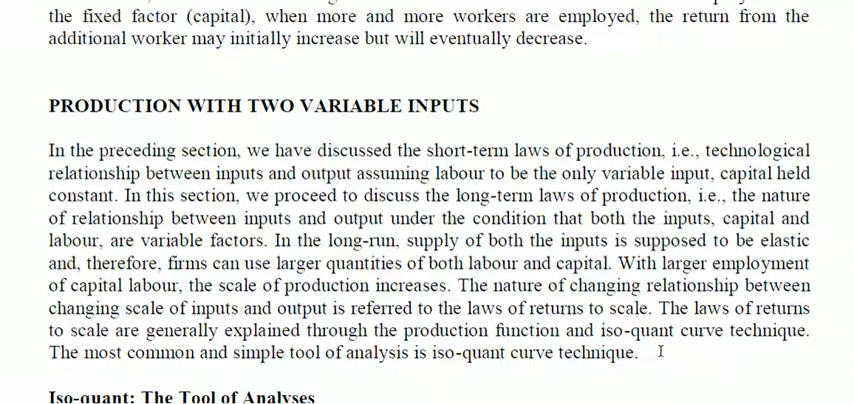 the fixed factor (capital), when more and more workers are employed, the return from the
additional worker may initially increase but will eventually decrease.
PRODUCTION WITH TWO VARIABLE INPUTS
In the preceding section, we have discussed the short-term laws of production, i.e., technological
relationship between inputs and output assuming labour to be the only variable input, capital held
constant. In this section, we proceed to discuss the long-term laws of production, i.e., the nature
of relationship between inputs and output under the condition that both the inputs, capital and
labour, are variable factors. In the long-run, supply of both the inputs is supposed to be elastic
and, therefore, firms can use larger quantities of both labour and capital. With larger employment
of capital labour, the scale of production increases. The nature of changing relationship between
changing scale of inputs and output is referred to the laws of returns to scale. The laws of returns
to scale are generally explained through the production function and iso-quant curve technique.
The most common and simple tool of analysis is iso-quant curve technique.
Iso-quant: The Tool of Analyses